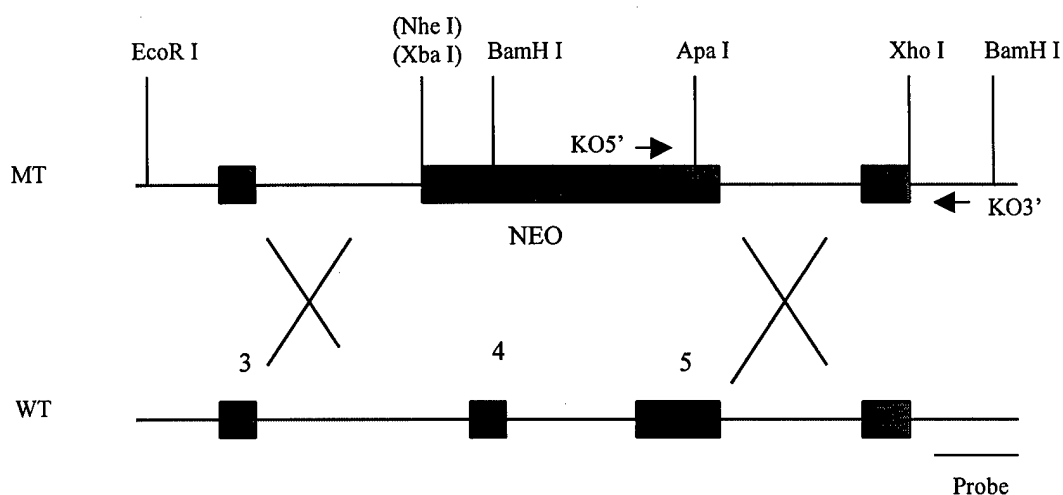 (Nhe I)
EcoR I (Xba I) BamH I Apa I Xho I BamH I
KO5'
MT
KO3'
NEO
3 4 5
WT
Probe